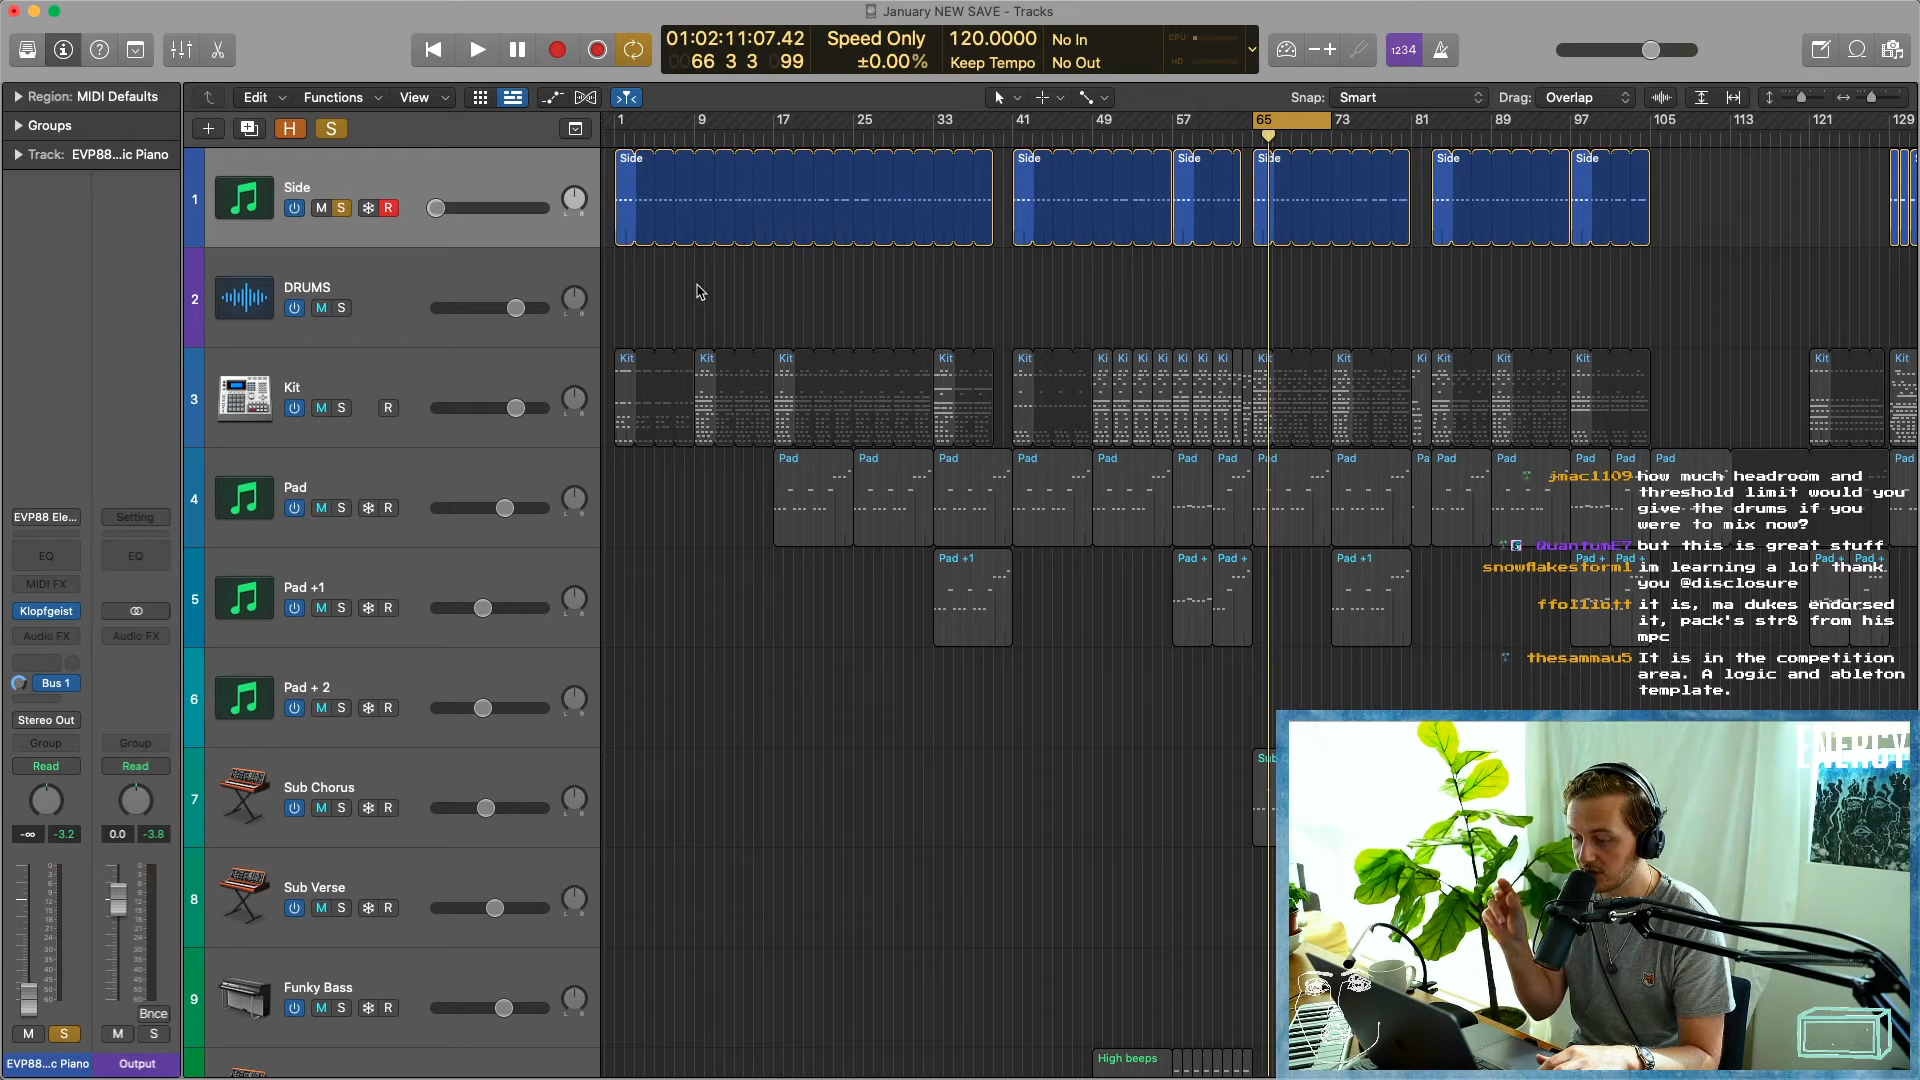 January NEW SAVE - Tracks
01:02:11:07.42
0066 3 3 099
Speed Only
±0.00%
120.0000
Keep Tempo
No In
No Out
CPU
HD
1234
Region: MIDI Defaults
Groups
Track: EVP88...ic Piano
Edit
Functions
View
Snap: Smart
Drag: Overlap
H
S
1
9
17
25
33
41
49
57
65
73
81
89
97
105
113
121
129
1
Side
M S R
L R
Side
Side
Side
Side
Side
Side
2
DRUMS
M S
L R
3
Kit
M S R
L R
Kit
Kit
Kit
Kit
Kit
Ki
Ki
Ki
Ki
Ki
Ki
Ki
Kit
Kit
Ki
Kit
Kit
Kit
Kit
Kit
4
Pad
M S R
L R
Pad
Pad
Pad
Pad
Pad
Pad
Pad
Pad
Pad
Pa
Pad
Pad
Pad
Pad
Pad
Pad
5
Pad +1
M S R
L R
Pad +1
Pad +
Pad +
Pad +1
Pad +
Pad +
Pad +
Pad +
6
Pad + 2
M S R
L R
7
Sub Chorus
M S R
L R
Sub
8
Sub Verse
M S R
L R
9
Funky Bass
M S R
L R
High beeps
EVP88 Ele...
EQ
MIDI FX
Klopfgeist
Audio FX
Bus 1
Stereo Out
Group
Read
-∞
-3.2
M S
EVP88...c Piano
Setting
EQ
Audio FX
Group
Read
0.0
-3.8
Bnce
M S
Output
jmac1109 how much headroom and
threshold limit would you
give the drums if you
were to mix now?
QuantumE7 but this is great stuff
snowflakestorm1 im learning a lot thank
you @disclosure
ffolliott it is, ma dukes endorsed
it, pack's str8 from his
mpc
thesammau5 It is in the competition
area. A logic and ableton
template.
ENERGY